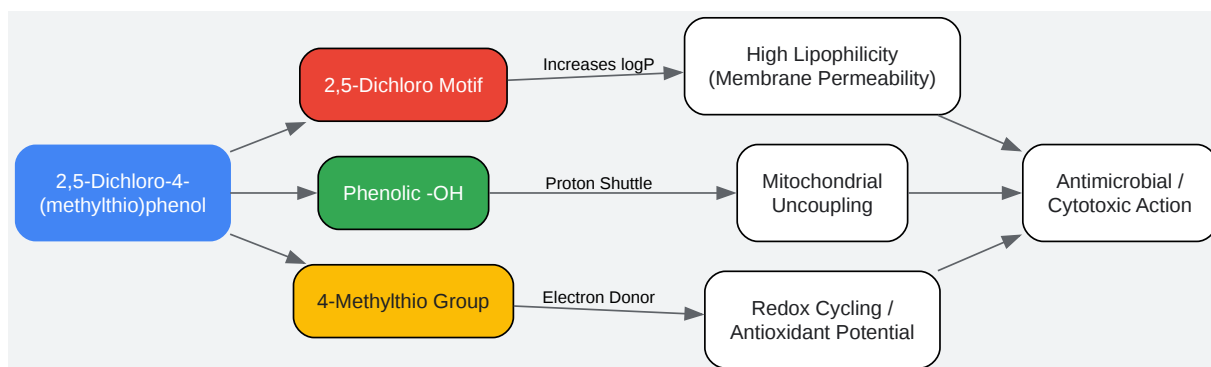 2,5-Dichloro-4-
(methylthio)phenol
2,5-Dichloro Motif
Phenolic -OH
4-Methylthio Group
Increases logP
Proton Shuttle
Electron Donor
High Lipophilicity
(Membrane Permeability)
Mitochondrial
Uncoupling
Redox Cycling /
Antioxidant Potential
Antimicrobial /
Cytotoxic Action